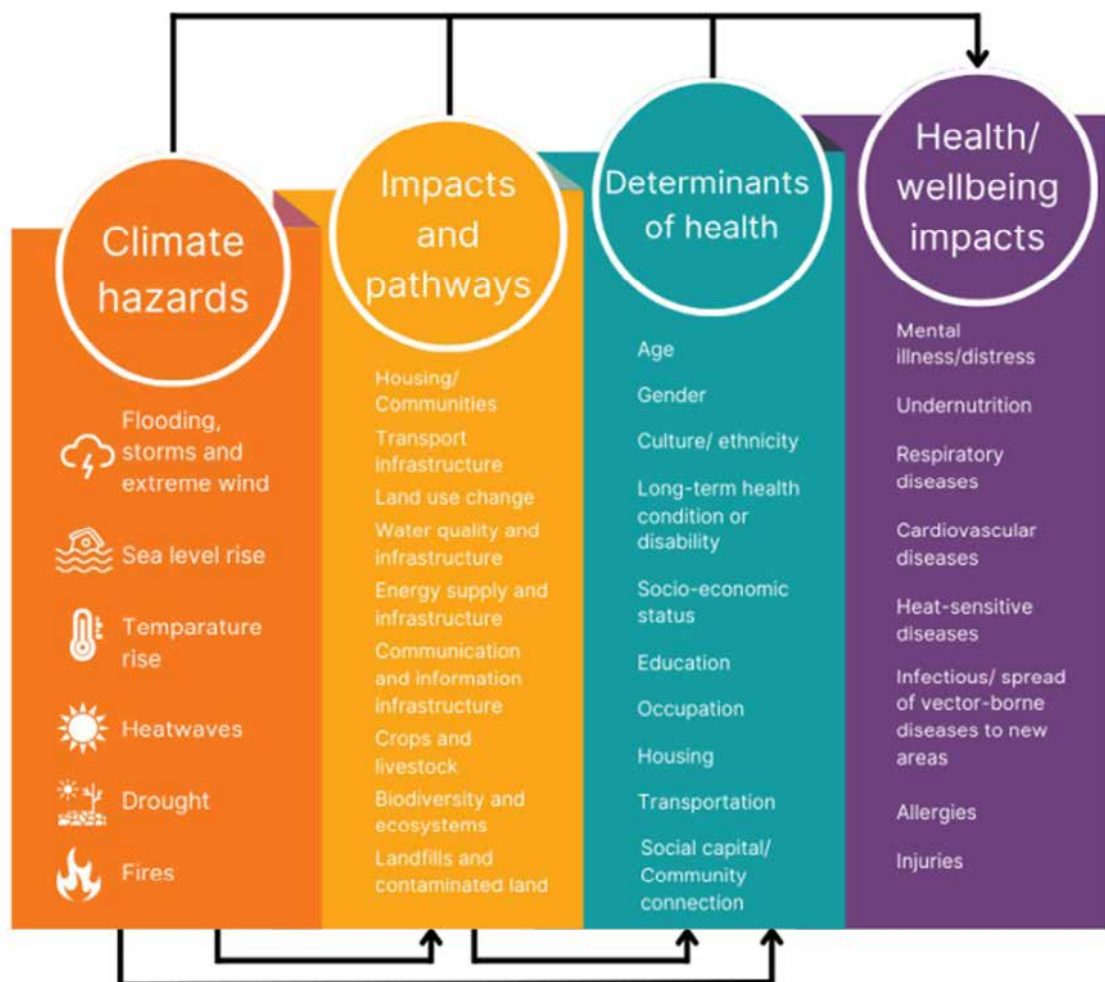 Climate
hazards
Flooding,
storms and
extreme wind
Sea level rise
Temparature
rise
Heatwaves
Drought
Fires
Impacts
and
pathways
Housing/
Communities
Transport
infrastructure
Land use change
Water quality and
infrastructure
Energy supply and
infrastructure
Communication
and information
infrastructure
Crops and
livestock
Biodiversity and
ecosystems
Landfills and
contaminated land
Determinants
of health
Age
Gender
Culture/ ethnicity
Long-term health
condition or
disability
Socio-economic
status
Education
Occupation
Housing
Transportation
Social capital/
Community
connection
Health/
wellbeing
impacts
Mental
illness/distress
Undernutrition
Respiratory
diseases
Cardiovascular
diseases
Heat-sensitive
diseases
Infectious/ spread
of vector-borne
diseases to new
areas
Allergies
Injuries